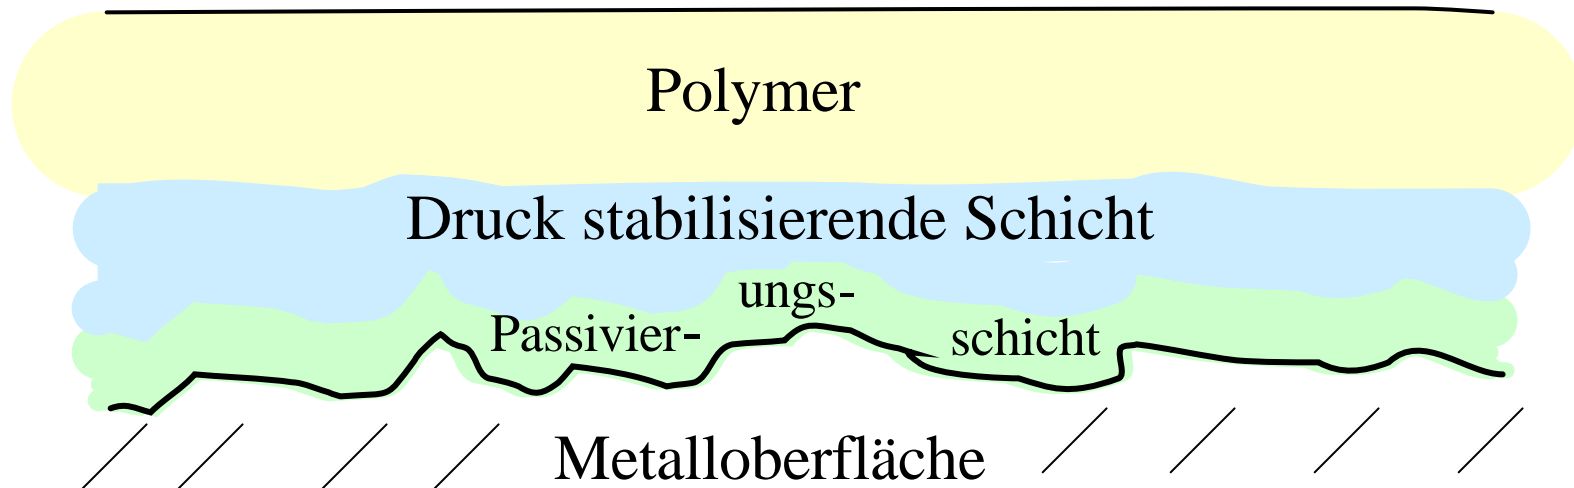 Polymer
Druck stabilisierende Schicht
Passivier-
ungs-
schicht
Metalloberfläche